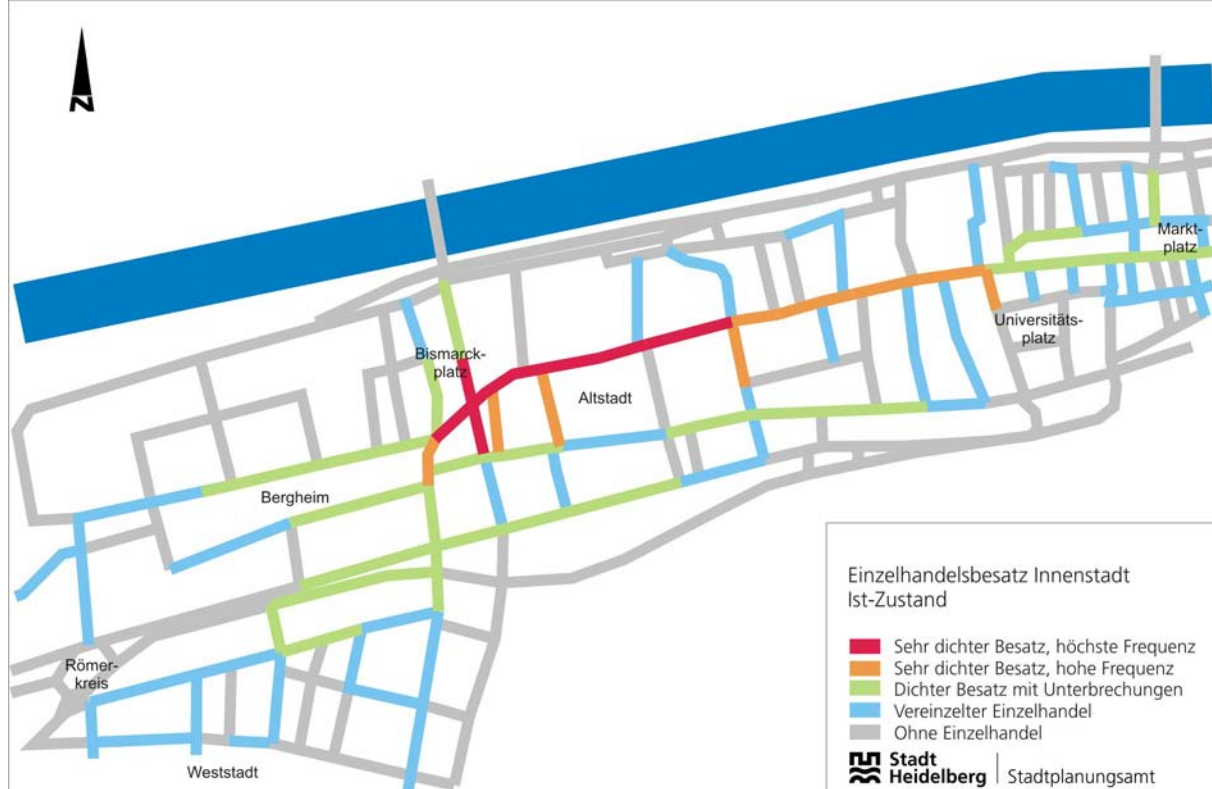 N
Markt-
platz
Universitäts-
platz
Bismarck-
platz
Altstadt
Bergheim
Römer-
kreis
Weststadt
Einzelhandelsbesatz Innenstadt
Ist-Zustand
Sehr dichter Besatz, höchste Frequenz
Sehr dichter Besatz, hohe Frequenz
Dichter Besatz mit Unterbrechungen
Vereinzelter Einzelhandel
Ohne Einzelhandel
Stadt
Heidelberg
Stadtplanungsamt